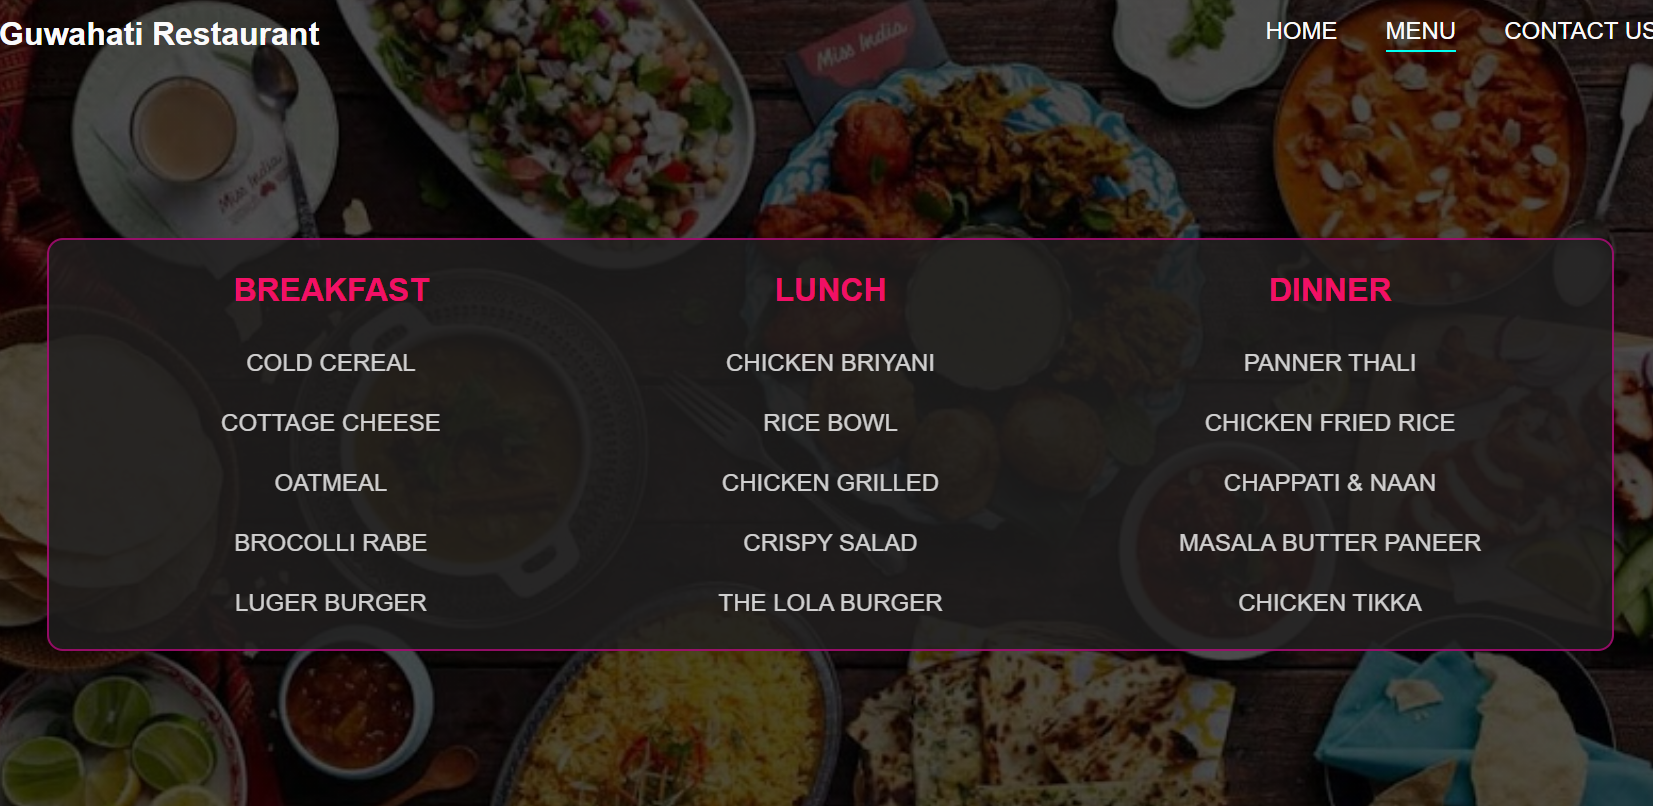 Guwahati Restaurant
HOME MENU CONTACT US
Miss India
Miss India
BREAKFAST
COLD CEREAL
COTTAGE CHEESE
OATMEAL
BROCOLLI RABE
LUGER BURGER
LUNCH
CHICKEN BRIYANI
RICE BOWL
CHICKEN GRILLED
CRISPY SALAD
THE LOLA BURGER
DINNER
PANNER THALI
CHICKEN FRIED RICE
CHAPPATI & NAAN
MASALA BUTTER PANEER
CHICKEN TIKKA